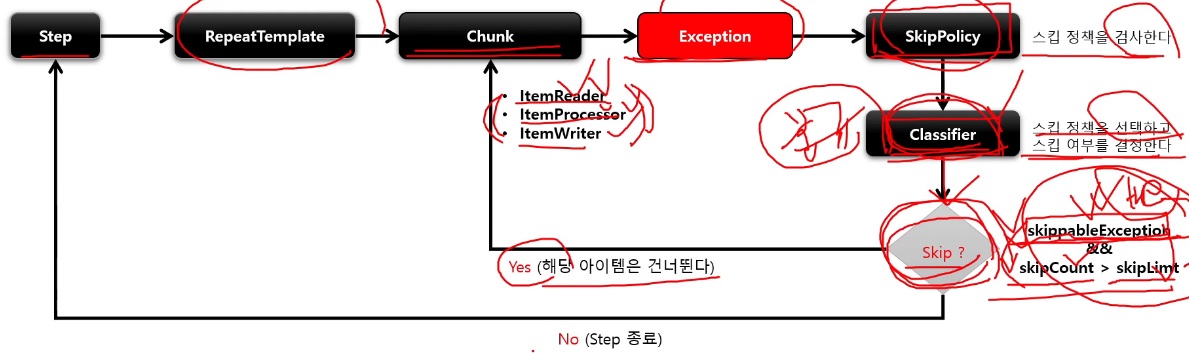 Step
RepeatTemplate
Chunk
Exception
SkipPolicy
스킵 정책을 검사한다
• ItemReader
• ItemProcessor
• ItemWriter
Classifier
스킵 정책을 선택하고
스킵 여부를 결정한다
Skip ?
skippableException
&&
skipCount > skipLimt
Yes (해당 아이템은 건너뛴다)
No (Step 종료)